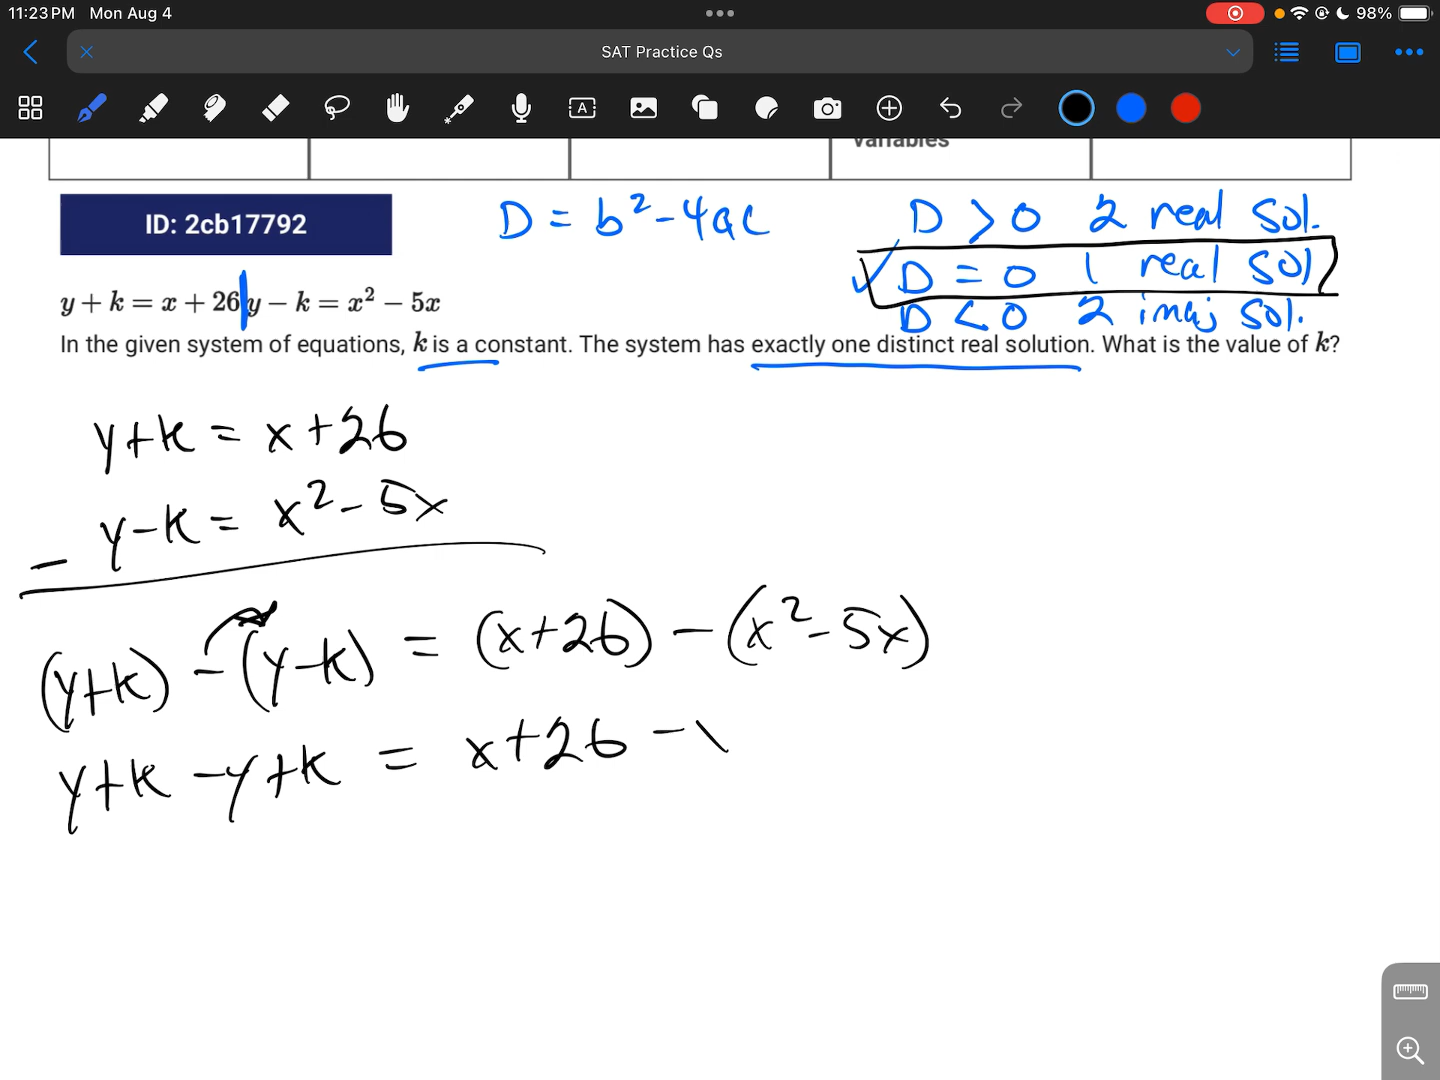 11:23 PM Mon Aug 4
98%
SAT Practice Qs
Variables
ID: 2cb17792
D = b² - 4ac
D > 0 2 real sol.
D = 0 1 real sol
D < 0 2 imaj sol.
y + k = x + 26 y − k = x² − 5x
In the given system of equations, k is a constant. The system has exactly one distinct real solution. What is the value of k?
y+k = x+26
y-k = x² - 5x
(y+k) - (y-k) = (x+26) - (x² - 5x)
y+k - y+k = x+26 -